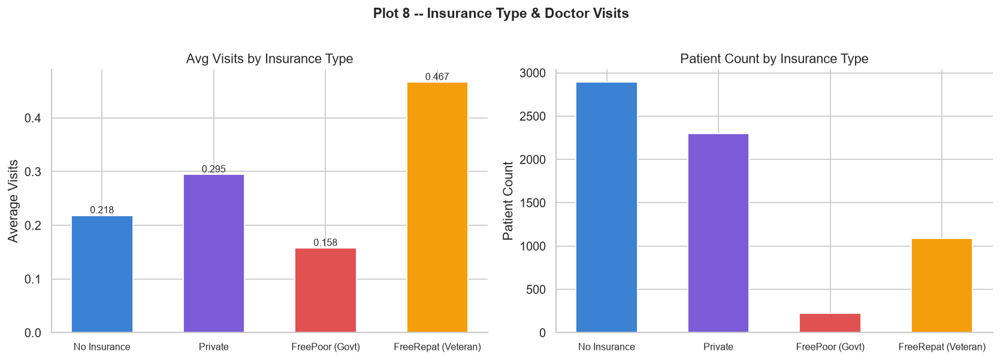 Plot 8 -- Insurance Type & Doctor Visits
Avg Visits by Insurance Type
Average Visits
0.4
0.3
0.2
0.1
0.0
0.218
0.295
0.158
0.467
No Insurance
Private
FreePoor (Govt)
FreeRepat (Veteran)
Patient Count by Insurance Type
Patient Count
3000
2500
2000
1500
1000
500
0
No Insurance
Private
FreePoor (Govt)
FreeRepat (Veteran)